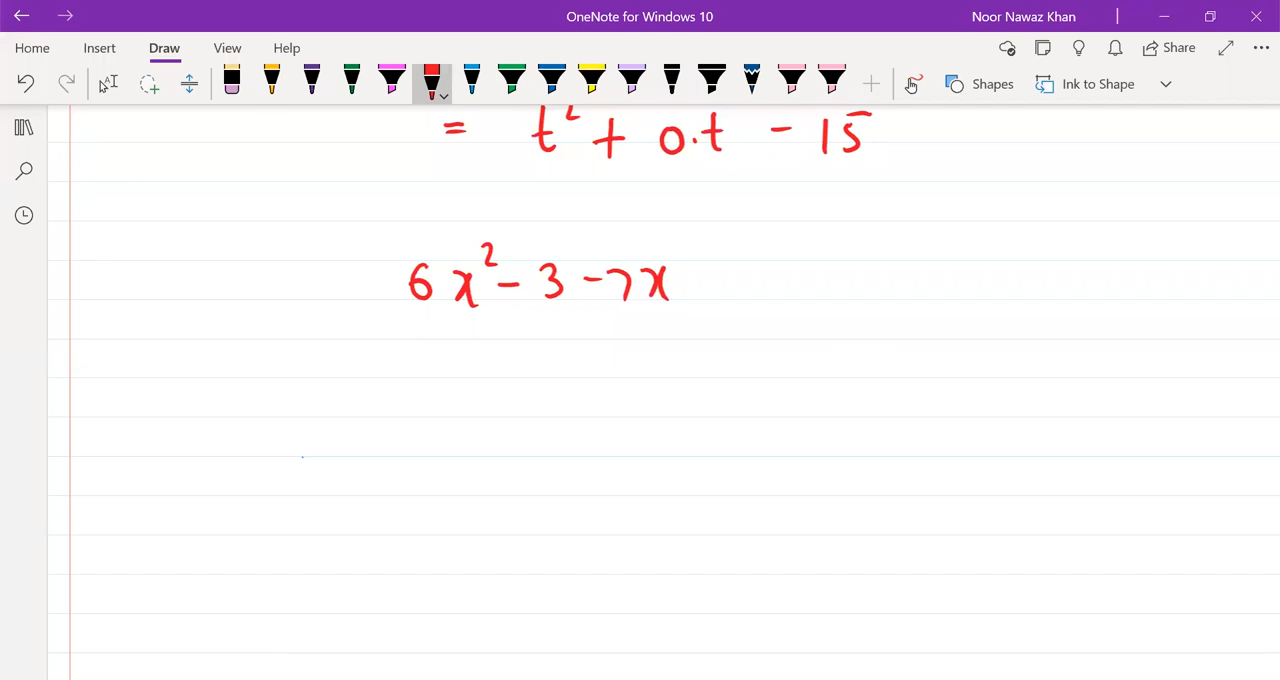 OneNote for Windows 10
Noor Nawaz Khan
Home Insert Draw View Help Share
Shapes Ink to Shape
= t² + 0.t - 15
6x² - 3 - 7x